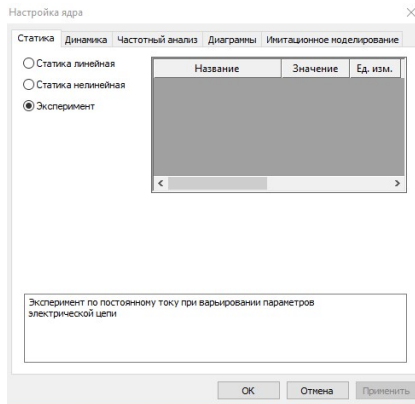 Настройка ядра
Статика Динамика Частотный анализ Диаграммы Имитационное моделирование
Статика линейная
Статика нелинейная
Эксперимент
Название Значение Ед. изм.
Эксперимент по постоянному току при варьировании параметров
электрической цепи
ОК Отмена Применить